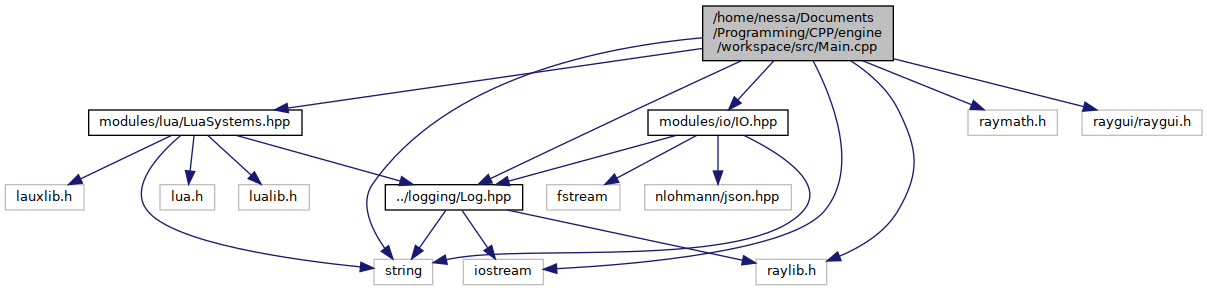 /home/nessa/Documents
/Programming/CPP/engine
/workspace/src/Main.cpp
modules/lua/LuaSystems.hpp
modules/io/IO.hpp
raymath.h
raygui/raygui.h
lauxlib.h
lua.h
lualib.h
../logging/Log.hpp
fstream
nlohmann/json.hpp
string
iostream
raylib.h